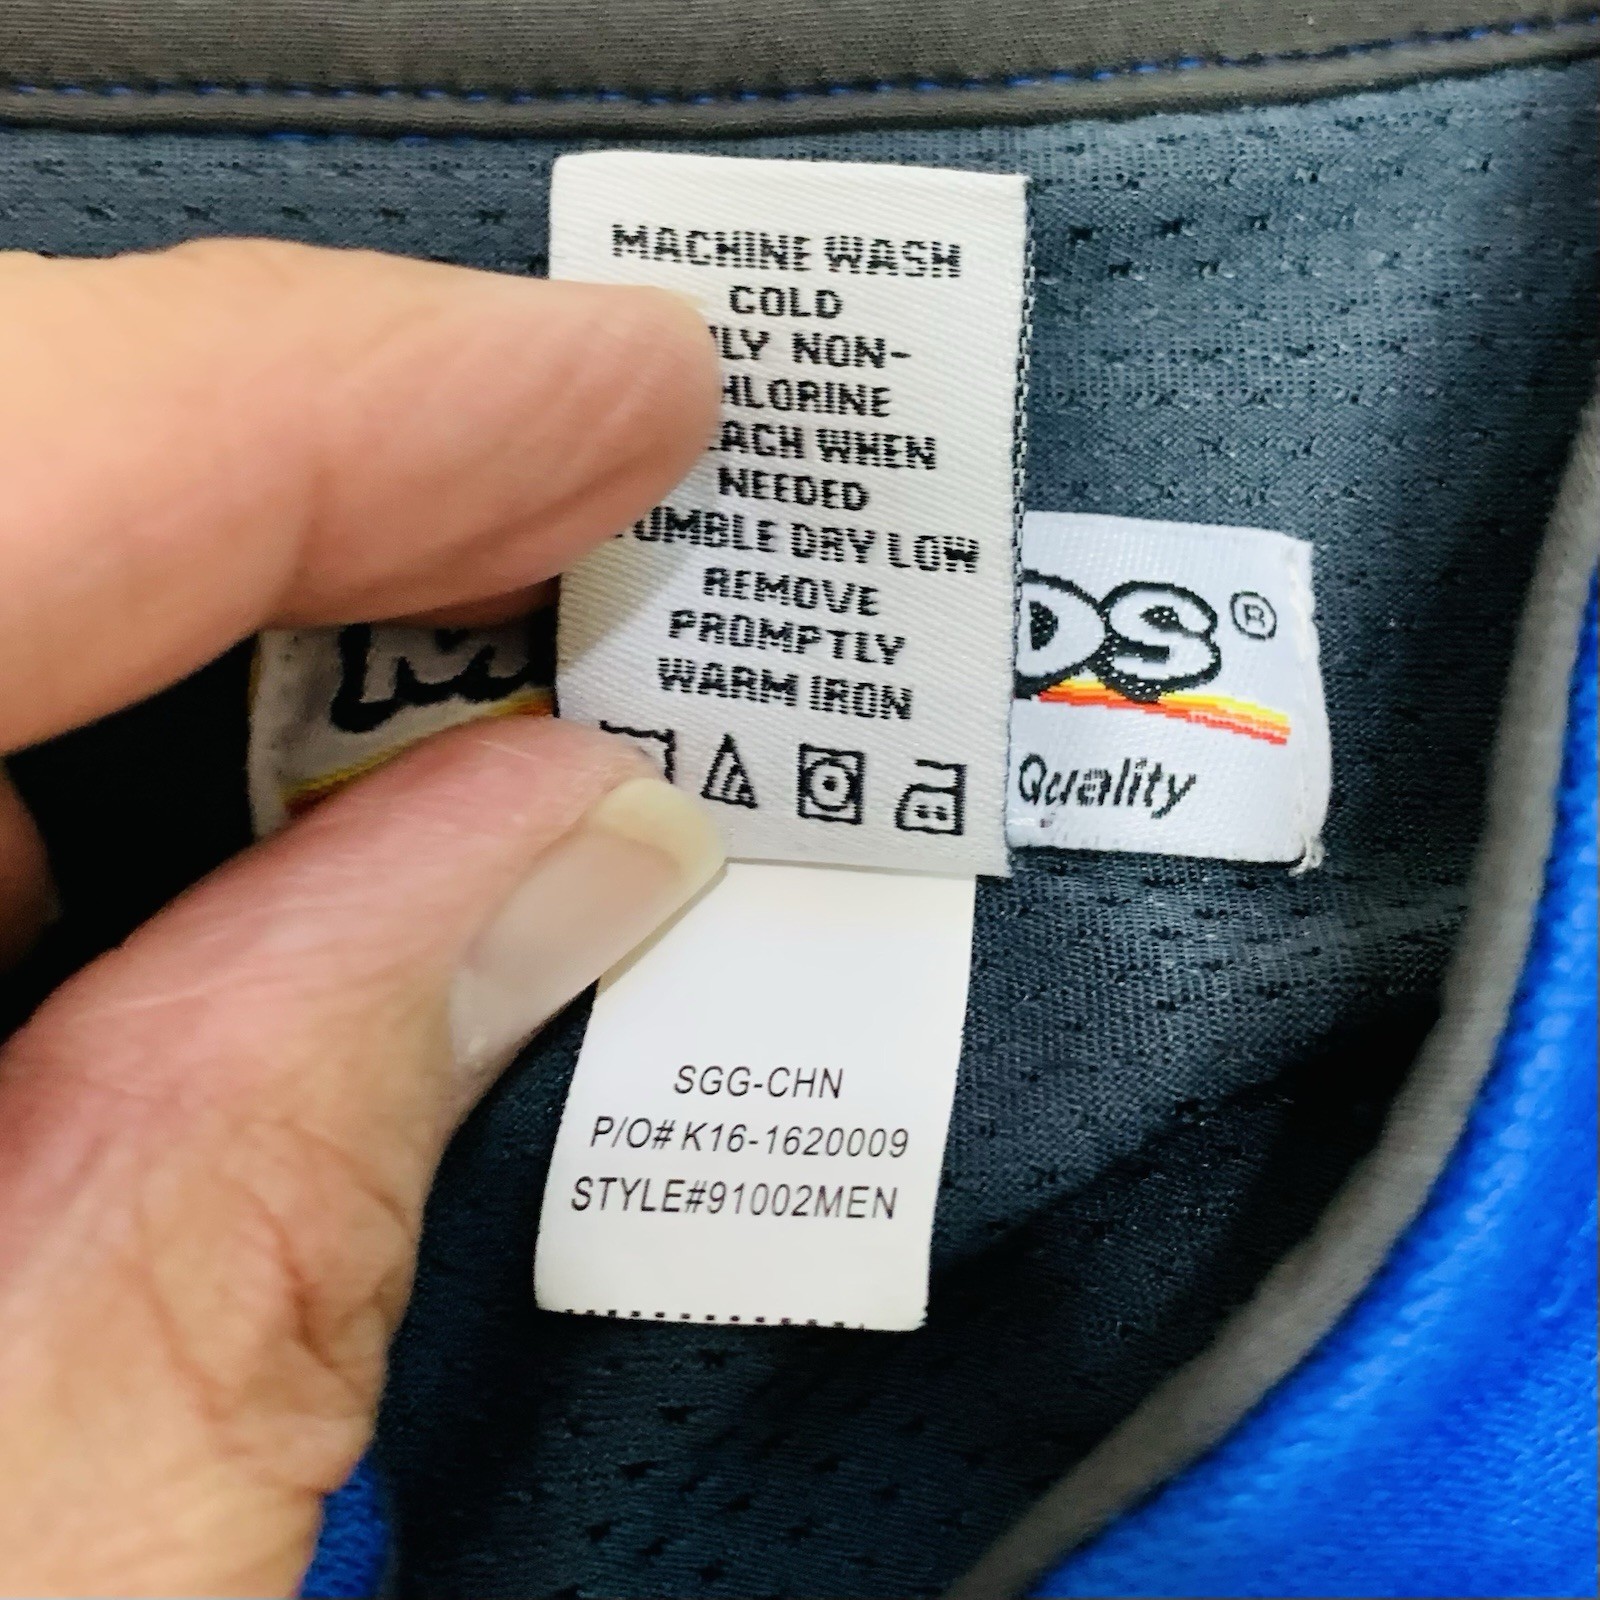 MACHINE WASH
COLD
NON-
WHEN
NEEDED
DRY LOW
REMOVE
PROMPTLY
WARM IRON
®
Quality
SGG-CHN
P/O# K16-1620009
STYLE#91002MEN